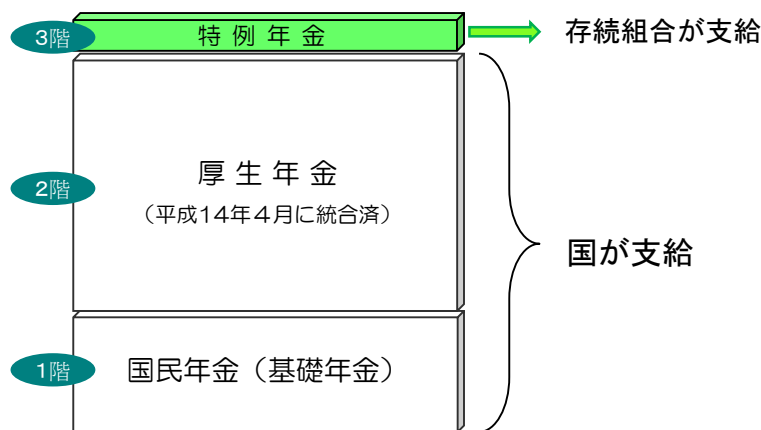 3階
特例年金
存続組合が支給
2階
厚生年金
（平成14年４月に統合済）
国が支給
1階
国民年金（基礎年金）